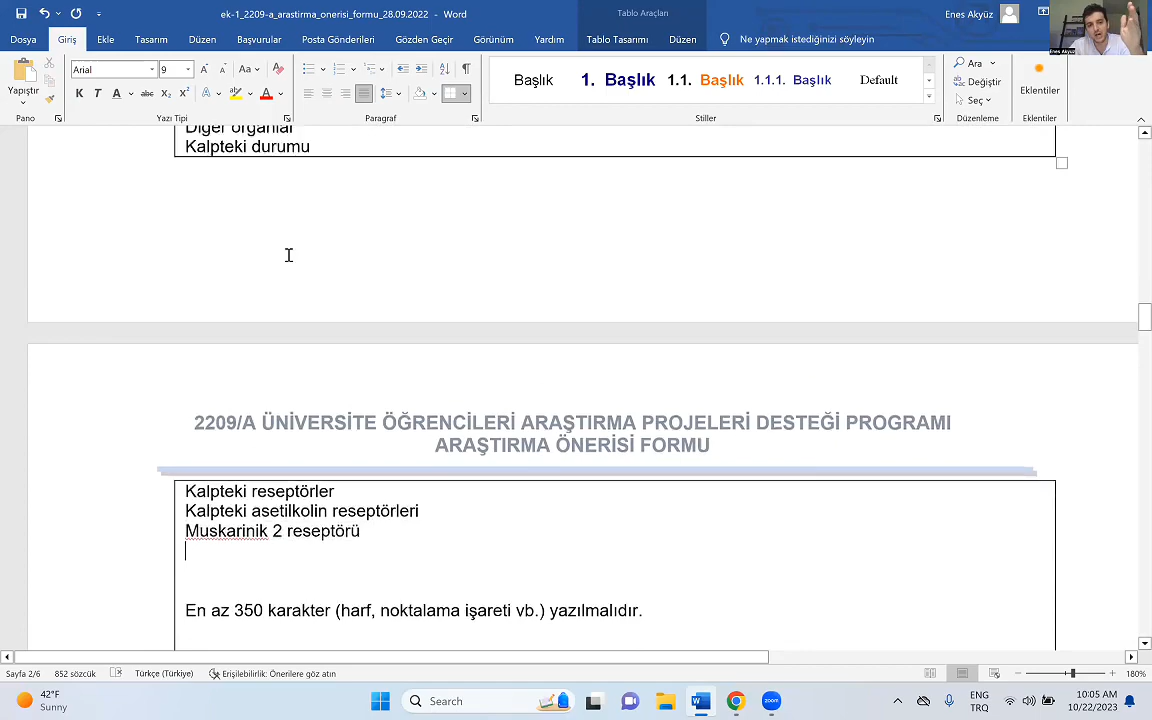 ek-1_2209-a_arastirma_onerisi_formu_28.09.2022 - Word
Tablo Araçları
Enes Akyüz
Dosya Giriş Ekle Tasarım Düzen Başvurular Posta Gönderileri Gözden Geçir Görünüm Yardım Tablo Tasarımı Düzen Ne yapmak istediğinizi söyleyin
Enes Akyüz
Yapıştır
Arial 9
Başlık 1. Başlık 1.1. Başlık 1.1.1. Başlık Default
Ara
Değiştir
Seç
Eklentiler
Pano Yazı Tipi Paragraf Stiller Düzenleme Eklentiler
Diğer organlar
Kalpteki durumu
2209/A ÜNİVERSİTE ÖĞRENCİLERİ ARAŞTIRMA PROJELERİ DESTEĞİ PROGRAMI
ARAŞTIRMA ÖNERİSİ FORMU
Kalpteki reseptörler
Kalpteki asetilkolin reseptörleri
Muskarinik 2 reseptörü
En az 350 karakter (harf, noktalama işareti vb.) yazılmalıdır.
Sayfa 2/6 852 sözcük Türkçe (Türkiye) Erişilebilirlik: Önerilere göz atın 180%
42°F
Sunny
Search
zoom
ENG
TRQ
10:05 AM
10/22/2023